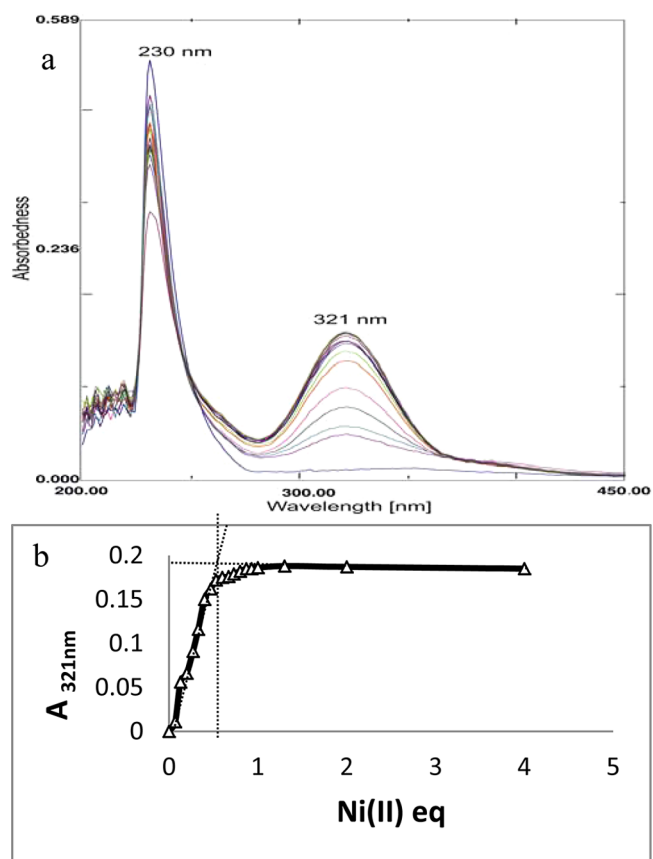 0.589
a
230 nm
Absorbedness
0.236
321 nm
0.000
200.00 300.00 450.00
Wavelength [nm]
b
0.2
0.15
0.1
0.05
0
A 321nm
0 1 2 3 4 5
Ni(II) eq